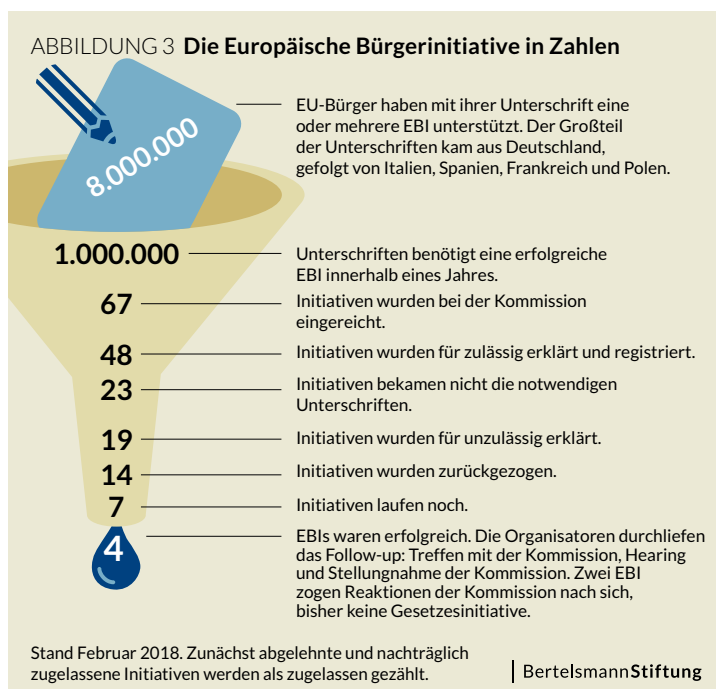 ABBILDUNG 3 Die Europäische Bürgerinitiative in Zahlen
8.000.000
EU-Bürger haben mit ihrer Unterschrift eine
oder mehrere EBI unterstützt. Der Großteil
der Unterschriften kam aus Deutschland,
gefolgt von Italien, Spanien, Frankreich und Polen.
1.000.000
Unterschriften benötigt eine erfolgreiche
EBI innerhalb eines Jahres.
67
Initiativen wurden bei der Kommission
eingereicht.
48
Initiativen wurden für zulässig erklärt und registriert.
23
Initiativen bekamen nicht die notwendigen
Unterschriften.
19
Initiativen wurden für unzulässig erklärt.
14
Initiativen wurden zurückgezogen.
7
Initiativen laufen noch.
4
EBIs waren erfolgreich. Die Organisatoren durchliefen
das Follow-up: Treffen mit der Kommission, Hearing
und Stellungnahme der Kommission. Zwei EBI
zogen Reaktionen der Kommission nach sich,
bisher keine Gesetzesinitiative.
Stand Februar 2018. Zunächst abgelehnte und nachträglich
zugelassene Initiativen werden als zugelassen gezählt.
BertelsmannStiftung